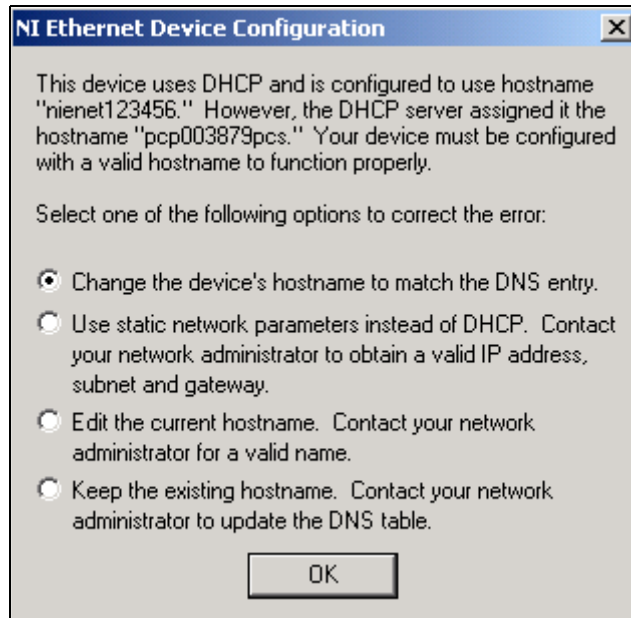 NI Ethernet Device Configuration
This device uses DHCP and is configured to use hostname
"nienet123456." However, the DHCP server assigned it the
hostname "pcp003879pcs." Your device must be configured
with a valid hostname to function properly.
Select one of the following options to correct the error:
Change the device's hostname to match the DNS entry.
Use static network parameters instead of DHCP. Contact
your network administrator to obtain a valid IP address,
subnet and gateway.
Edit the current hostname. Contact your network
administrator for a valid name.
Keep the existing hostname. Contact your network
administrator to update the DNS table.
OK